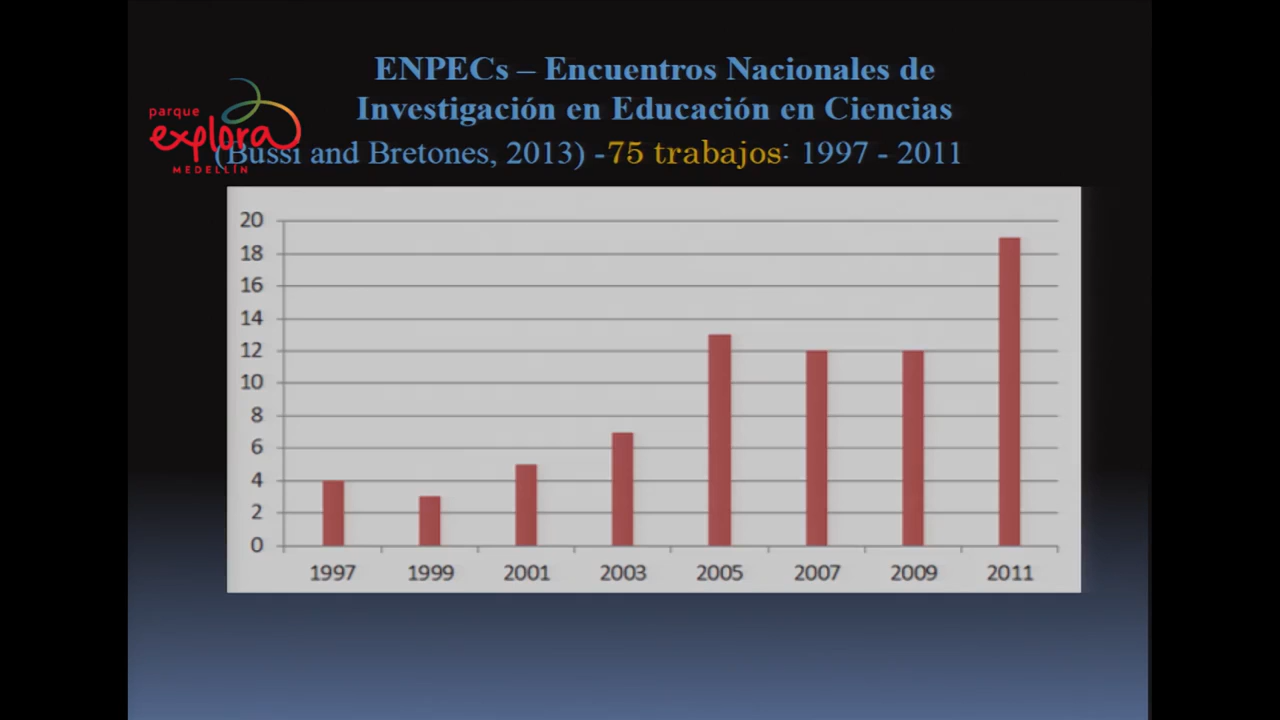 ENPECs – Encuentros Nacionales de
Investigación en Educación en Ciencias
parque
explora
MEDELLÍN
(Bussi and Bretones, 2013) -75 trabajos: 1997 - 2011
20
18
16
14
12
10
8
6
4
2
0
1997 1999 2001 2003 2005 2007 2009 2011